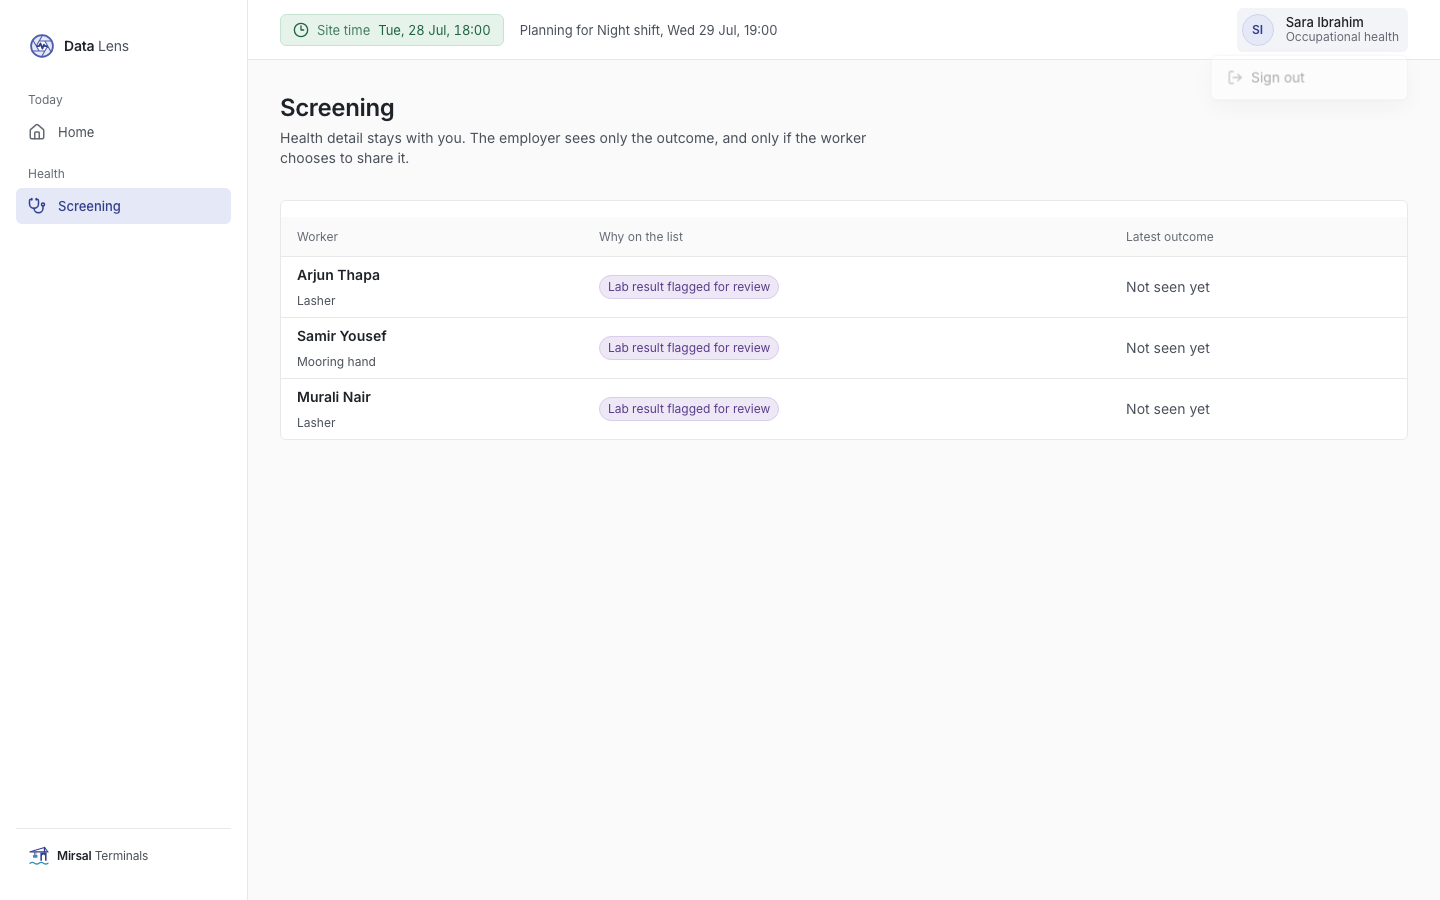 Data Lens
Today
Home
Health
Screening
Mirsal Terminals
Site time Tue, 28 Jul, 18:00
Planning for Night shift, Wed 29 Jul, 19:00
SI
Sara Ibrahim
Occupational health
Sign out
Screening
Health detail stays with you. The employer sees only the outcome, and only if the worker
chooses to share it.
Worker Why on the list Latest outcome
Arjun Thapa
Lasher
Lab result flagged for review
Not seen yet
Samir Yousef
Mooring hand
Lab result flagged for review
Not seen yet
Murali Nair
Lasher
Lab result flagged for review
Not seen yet